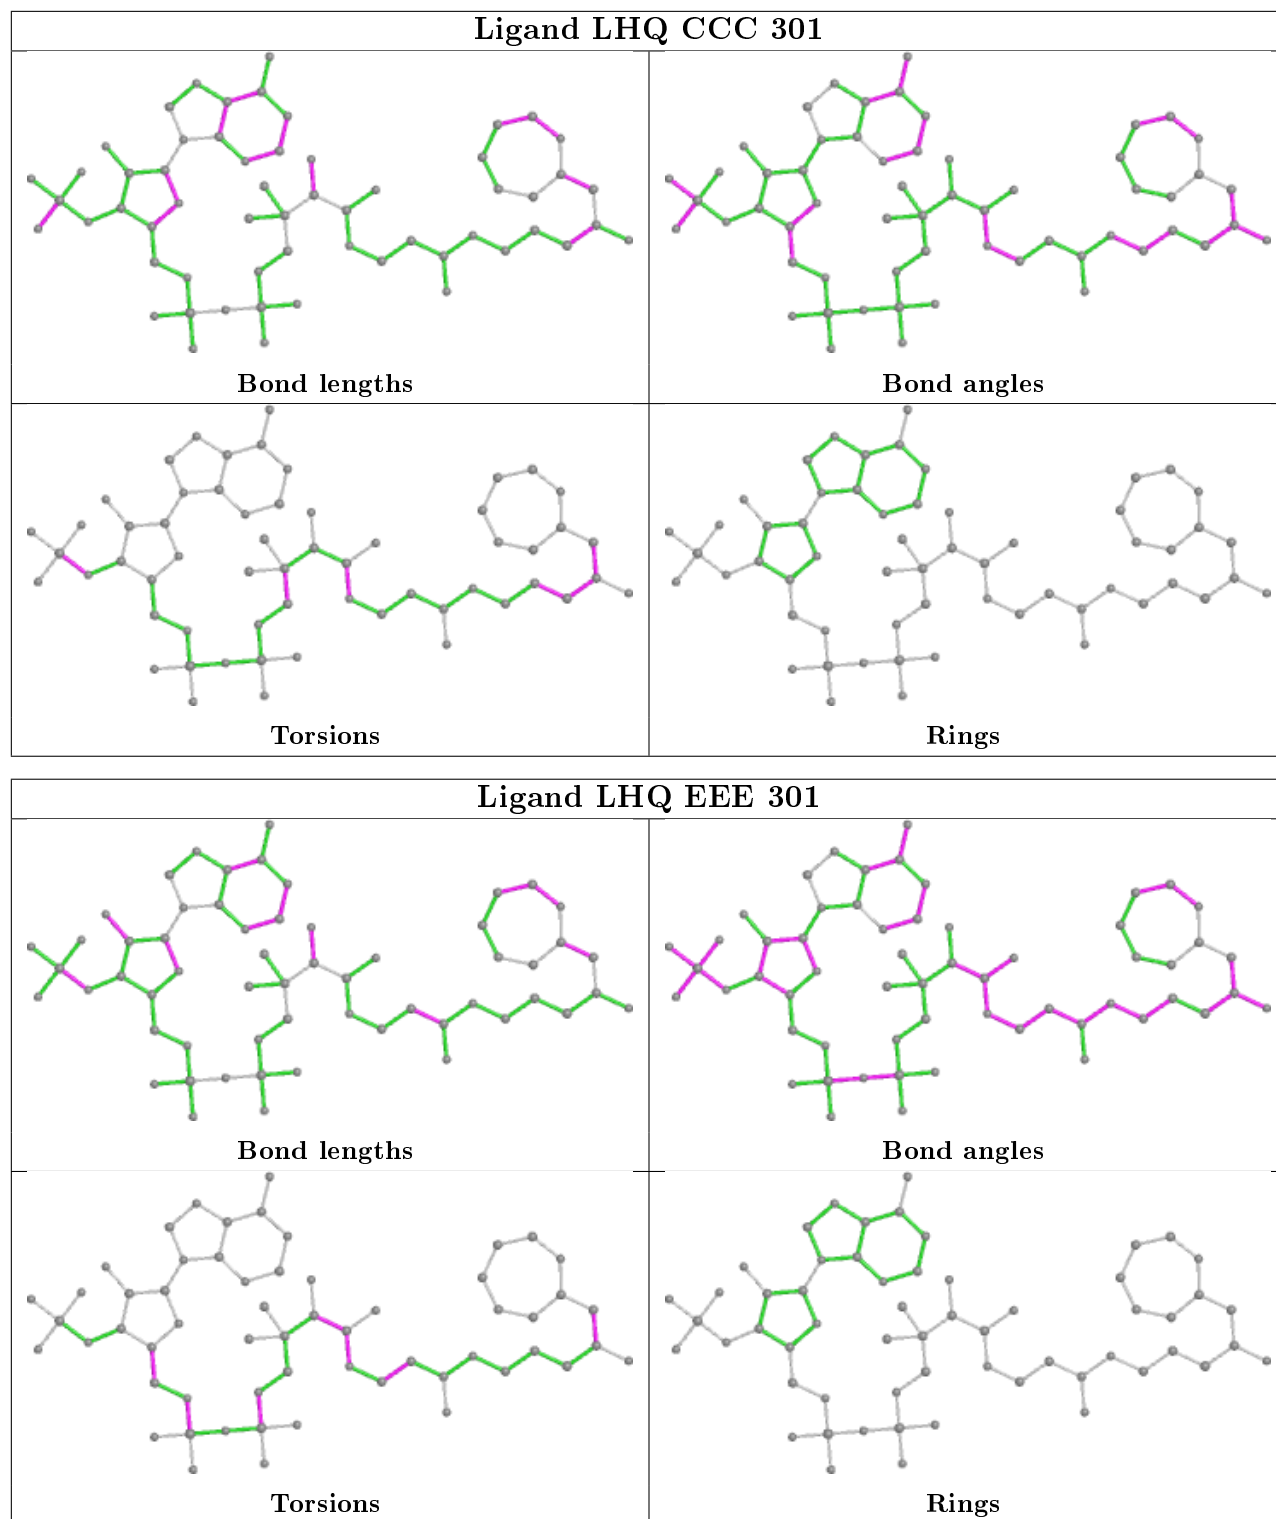 Ligand LHQ CCC 301
Bond lengths
Bond angles
Torsions
Rings
Ligand LHQ EEE 301
Bond lengths
Bond angles
Torsions
Rings